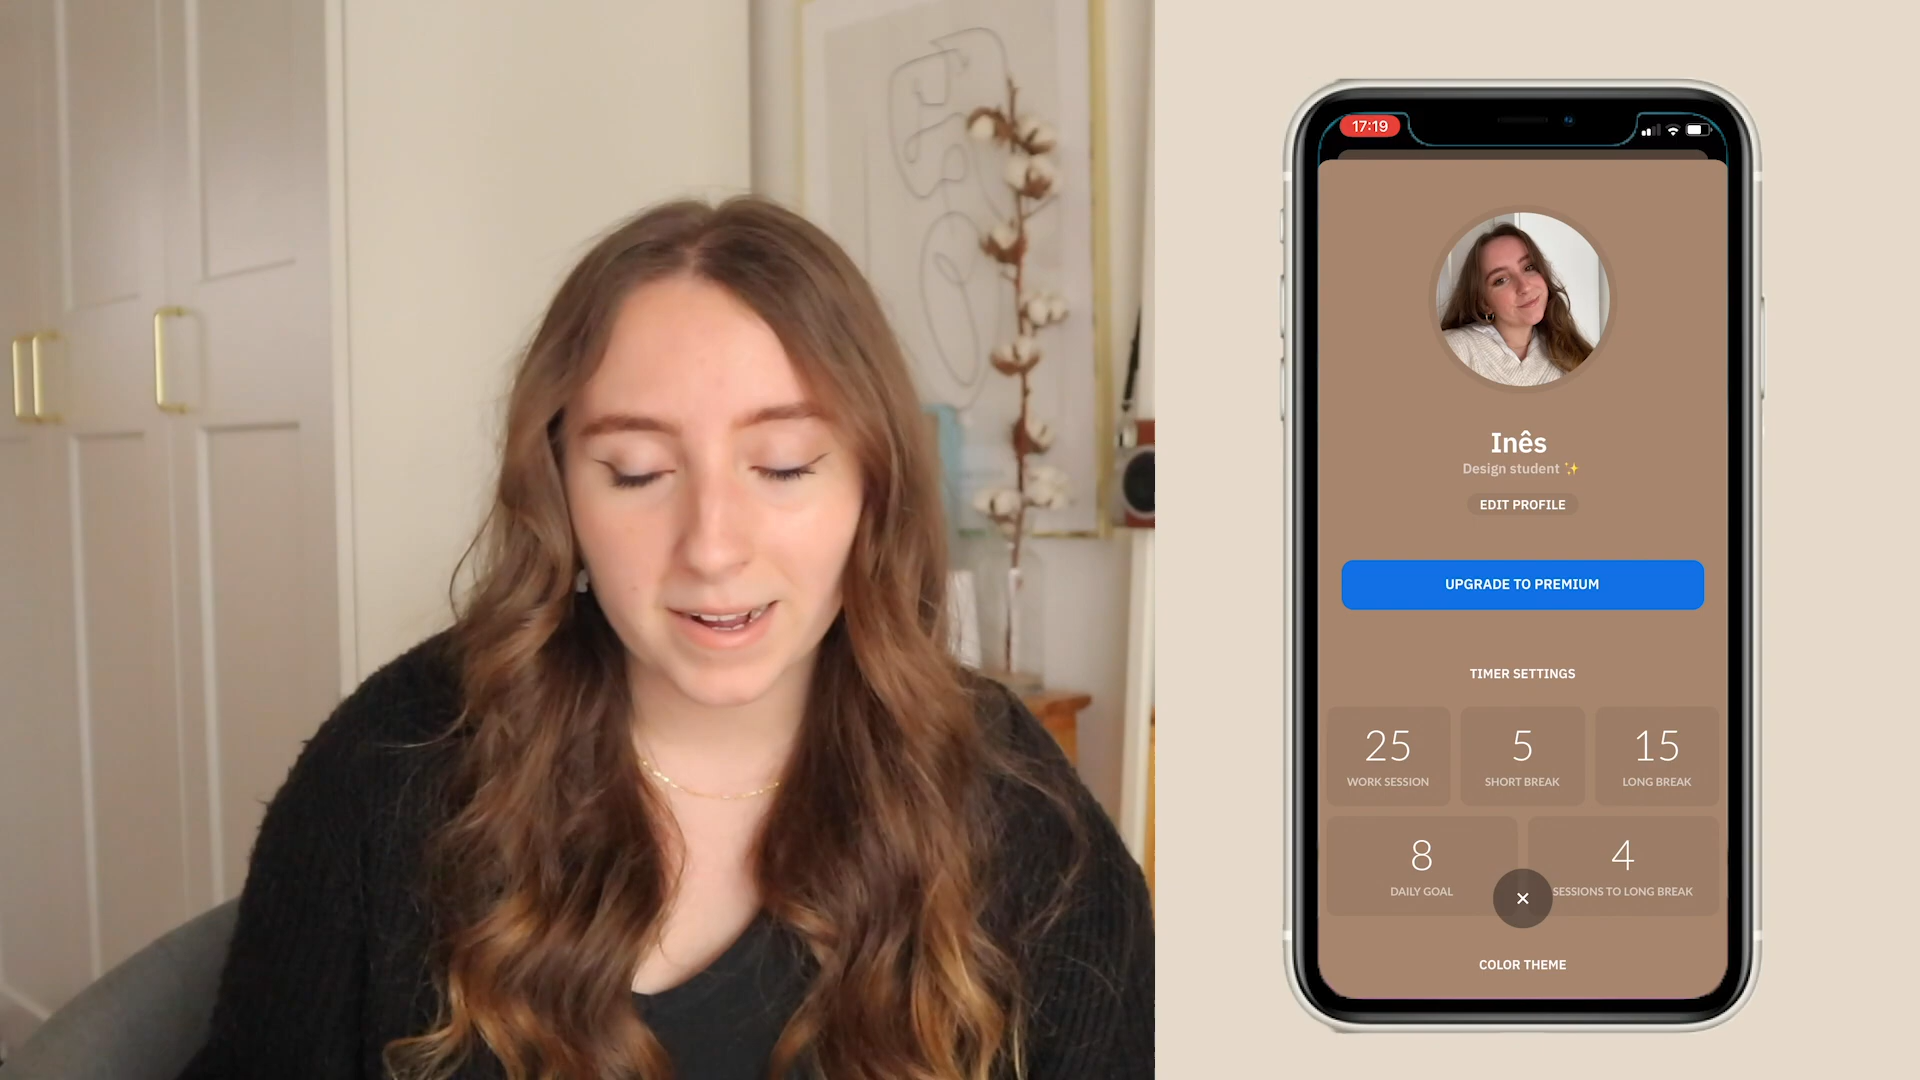 17:19
Inês
Design student ✨
EDIT PROFILE
UPGRADE TO PREMIUM
TIMER SETTINGS
25
WORK SESSION
5
SHORT BREAK
15
LONG BREAK
8
DAILY GOAL
4
SESSIONS TO LONG BREAK
COLOR THEME